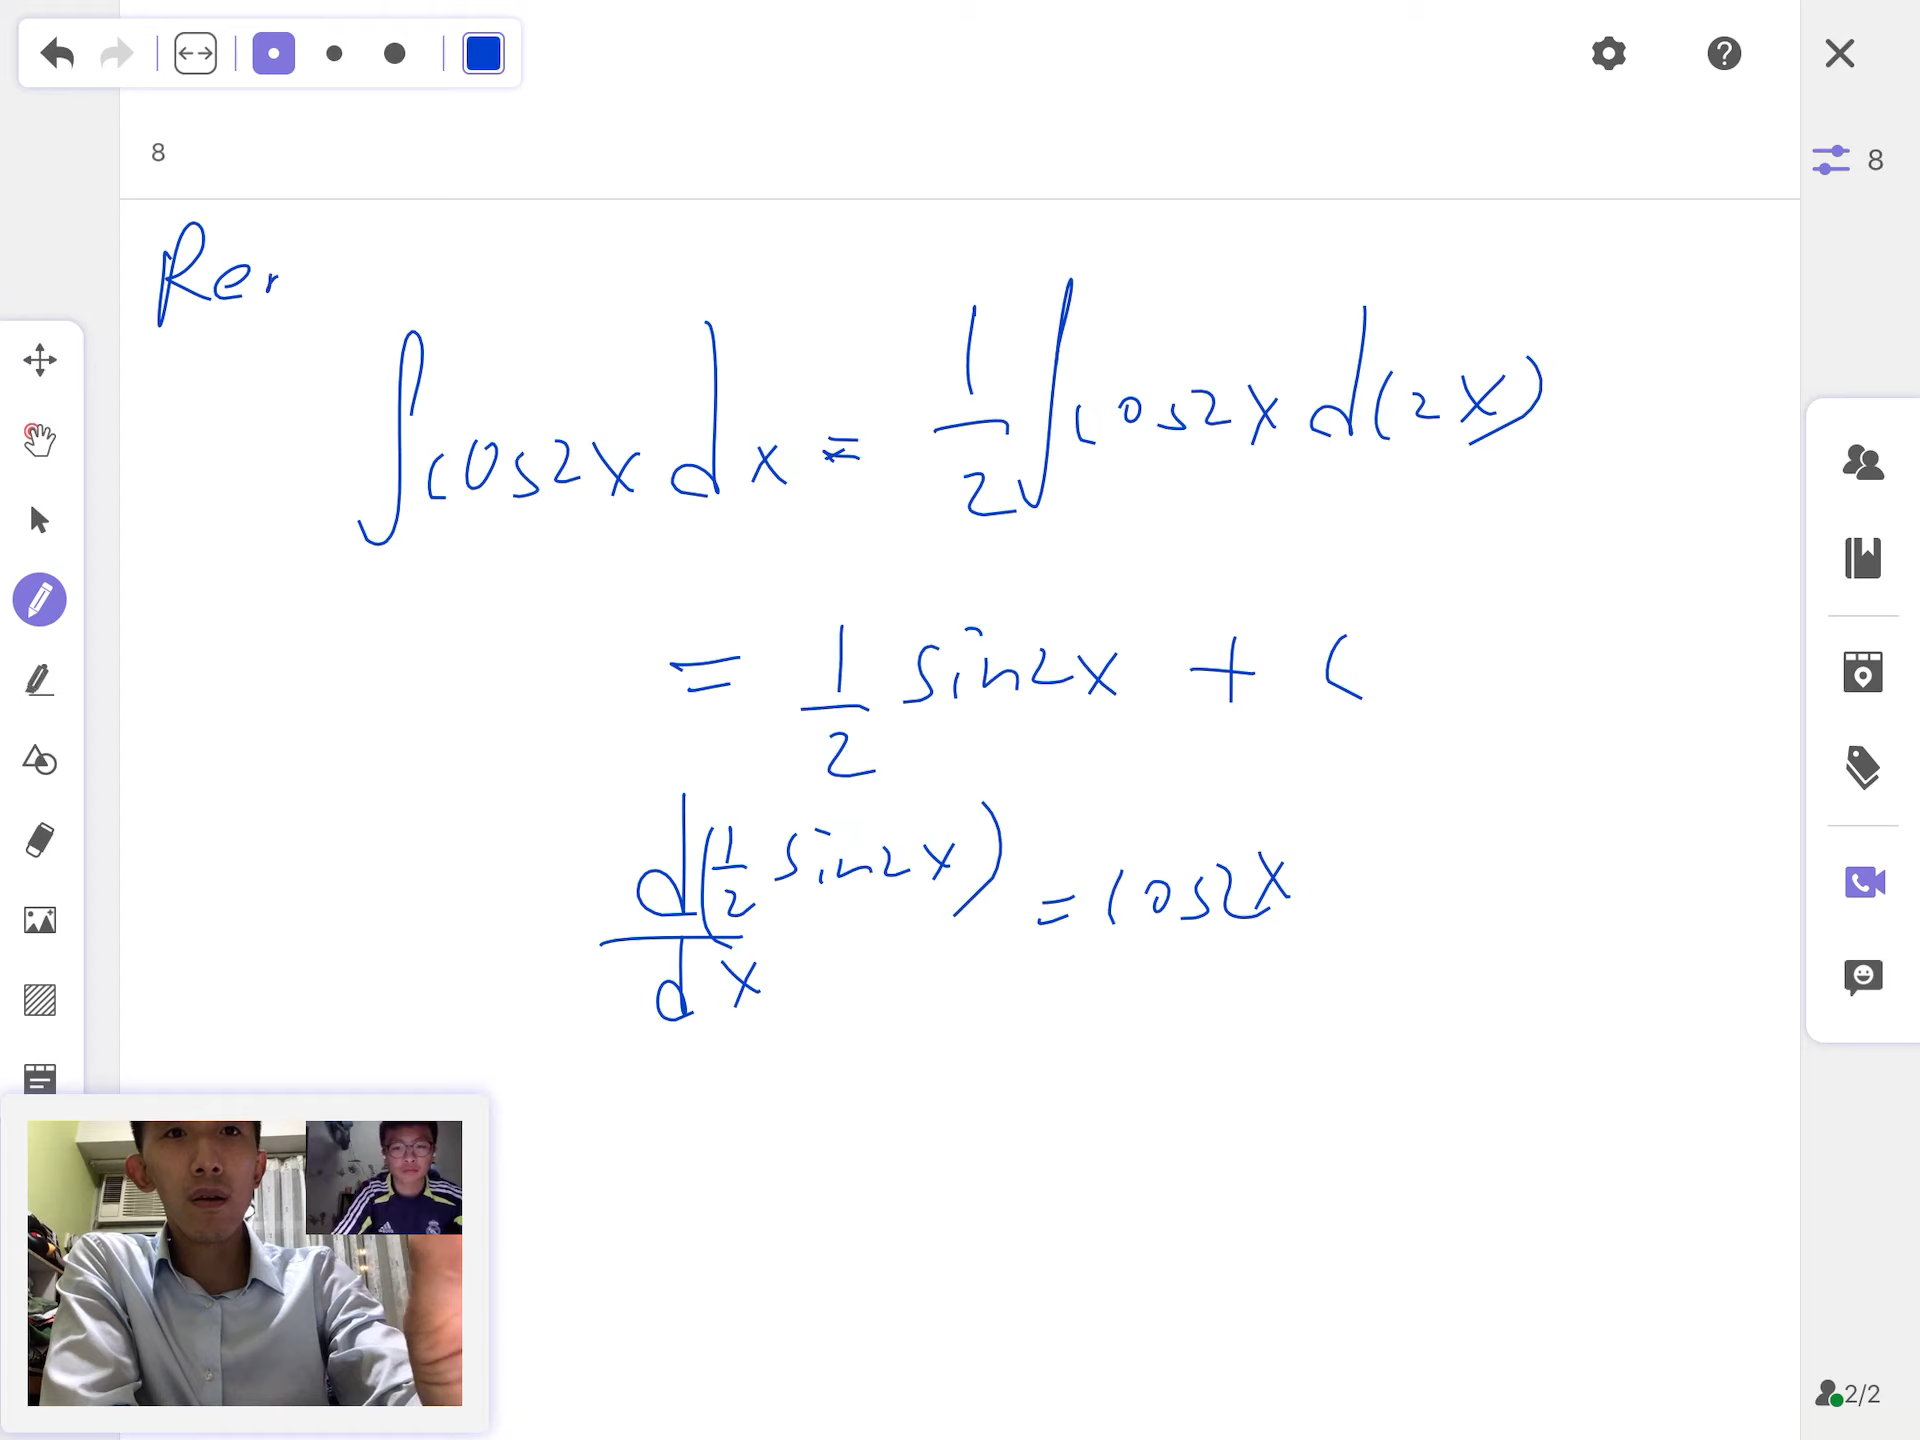 8
8
Rer
∫cos2x dx = 1/2 ∫cos2x d(2x)
= 1/2 sin2x + C
d(1/2 sin2x)/dx = cos2x
adidas
2/2